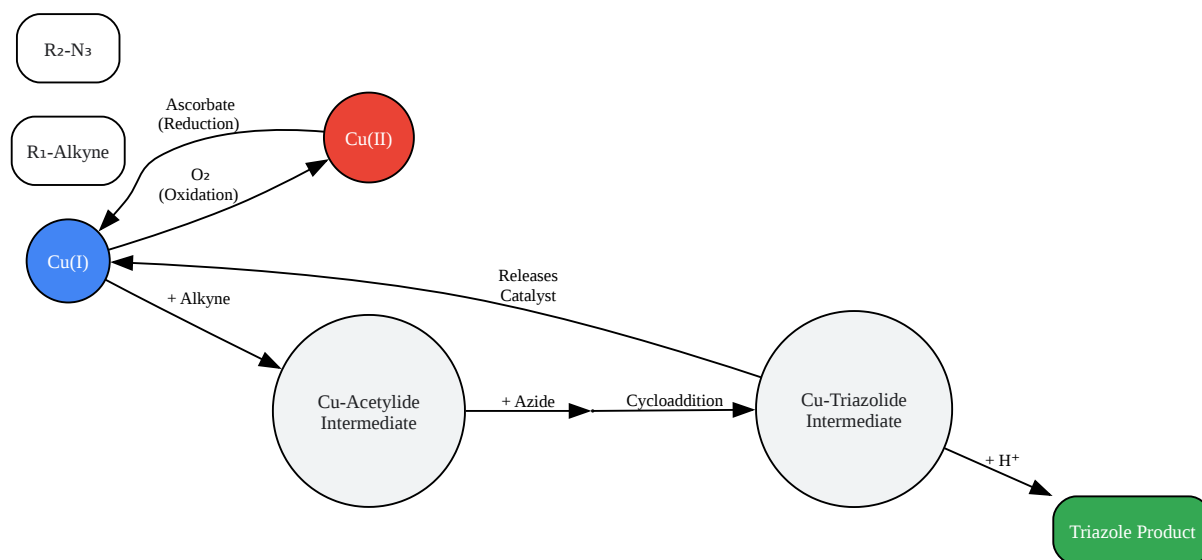 R₂-N₃
Ascorbate
(Reduction)
Cu(II)
R₁-Alkyne
O₂
(Oxidation)
Cu(I)
Releases
Catalyst
+ Alkyne
Cu-Acetylide
Intermediate
+ Azide
Cycloaddition
Cu-Triazolide
Intermediate
+ H⁺
Triazole Product